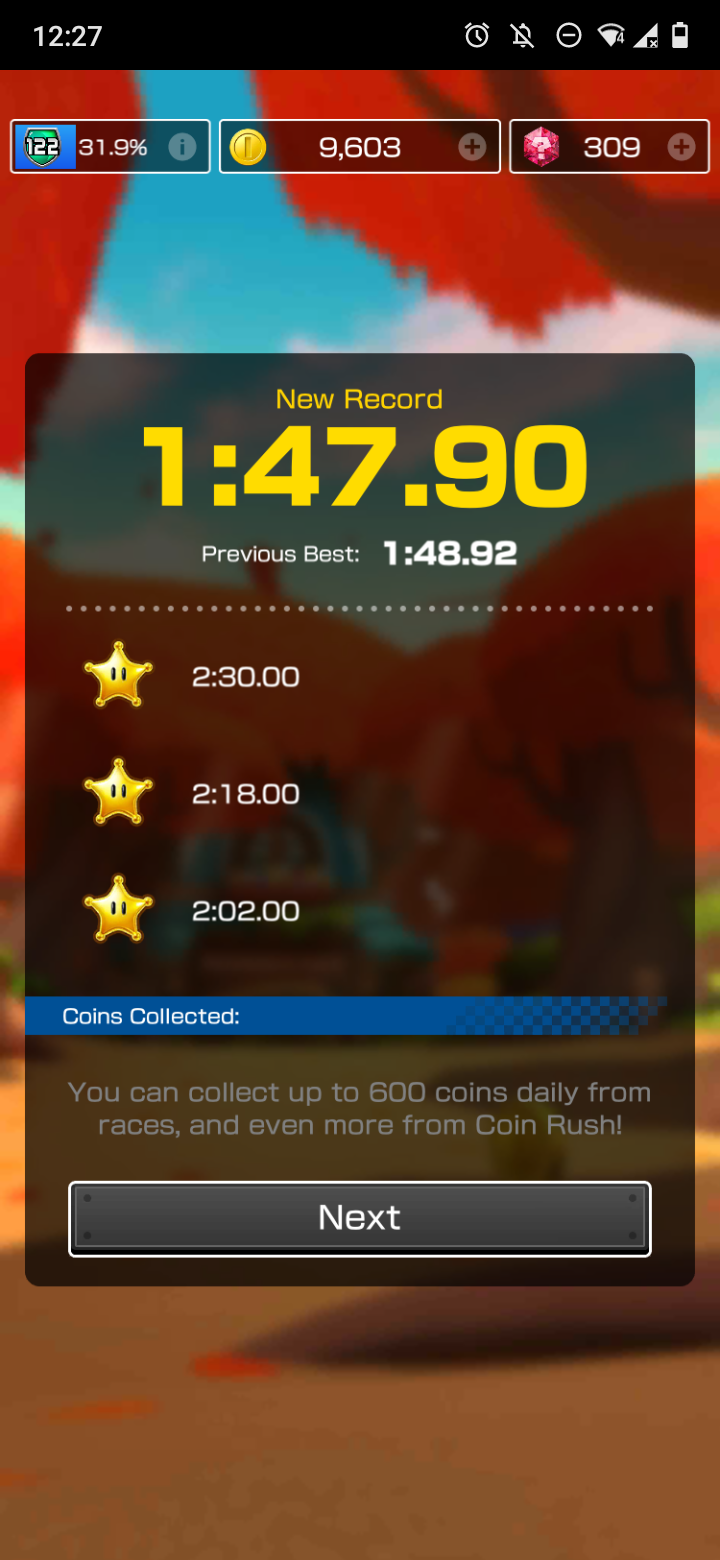 12:27
4
122 31.9% i 9,603 + ? 309 +
New Record
1:47.90
Previous Best: 1:48.92
2:30.00
2:18.00
2:02.00
Coins Collected:
You can collect up to 600 coins daily from
races, and even more from Coin Rush!
Next